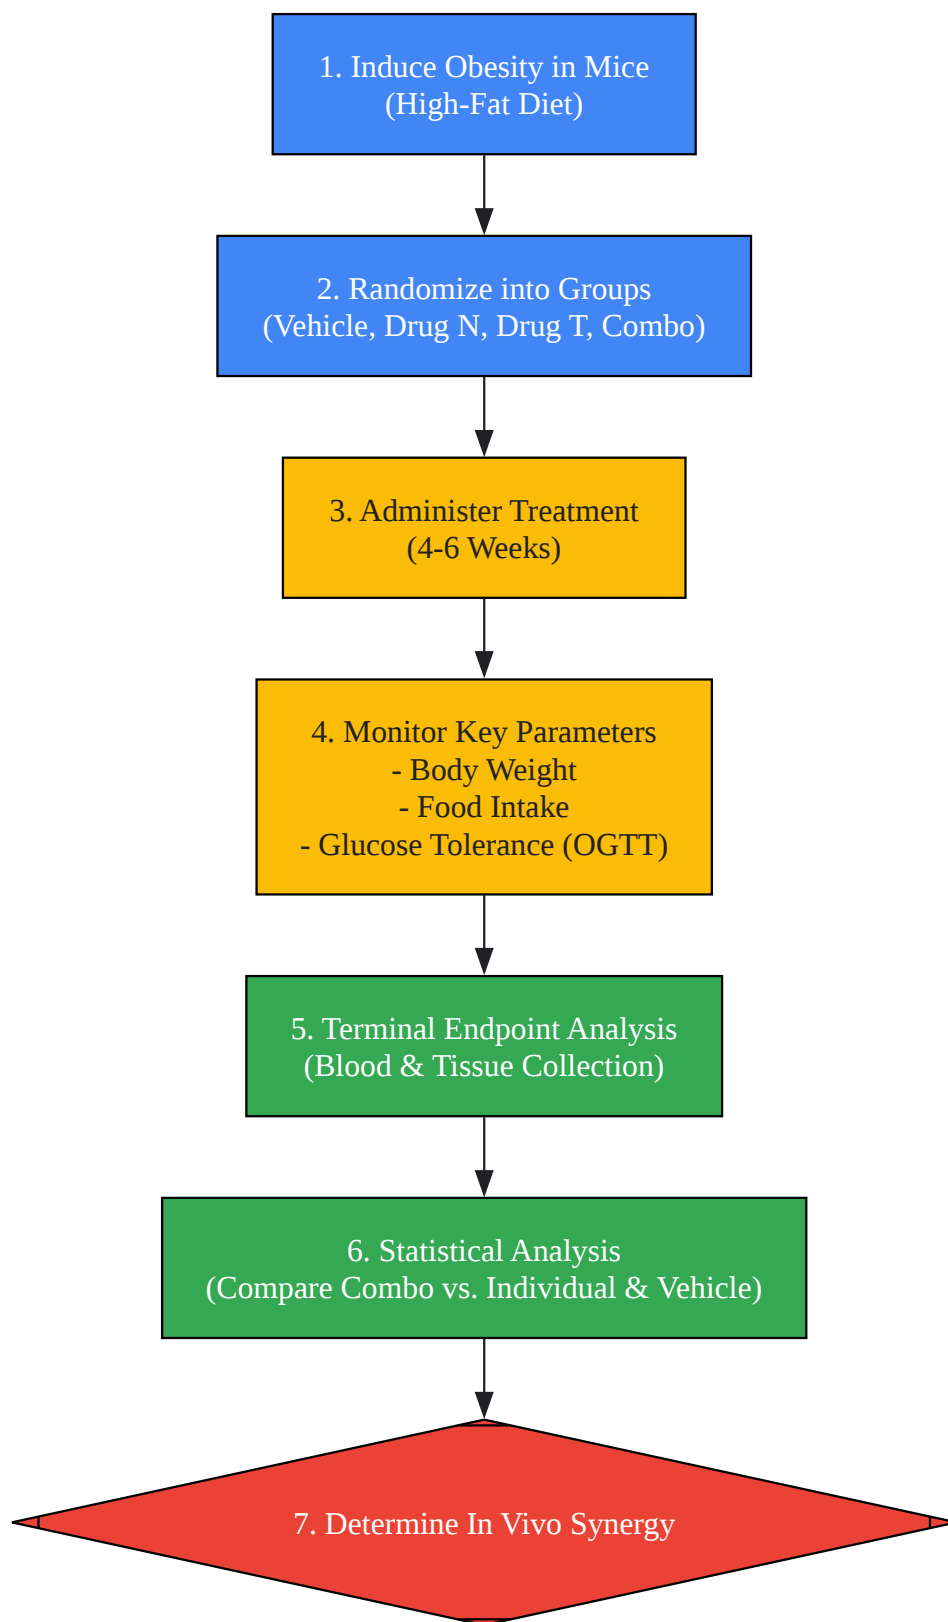 1. Induce Obesity in Mice
(High-Fat Diet)
2. Randomize into Groups
(Vehicle, Drug N, Drug T, Combo)
3. Administer Treatment
(4-6 Weeks)
4. Monitor Key Parameters
- Body Weight
- Food Intake
- Glucose Tolerance (OGTT)
5. Terminal Endpoint Analysis
(Blood & Tissue Collection)
6. Statistical Analysis
(Compare Combo vs. Individual & Vehicle)
7. Determine In Vivo Synergy